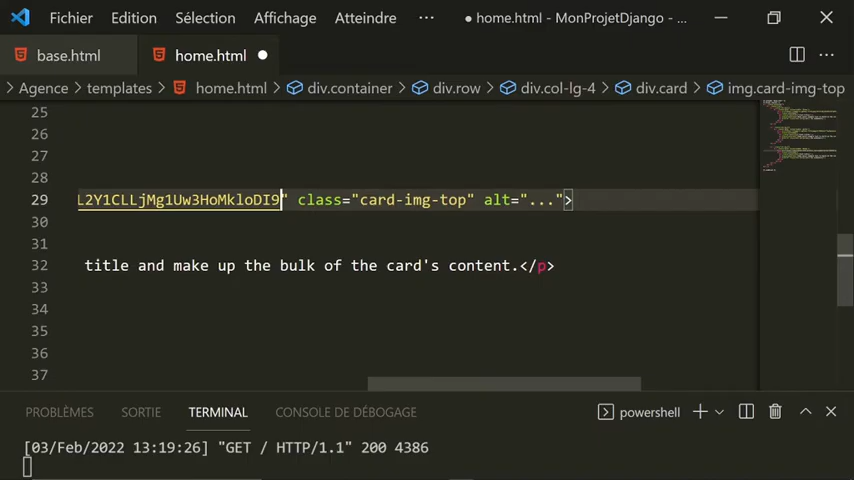 Fichier Edition Sélection Affichage Atteindre ··· ● home.html - MonProjetDjango - ...
base.html home.html ●
> Agence > templates > home.html > div.container > div.row > div.col-lg-4 > div.card > img.card-img-top
25
26
27
28
29 L2Y1CLLjMg1Uw3HoMkloDI9" class="card-img-top" alt="...">
30
31
32 title and make up the bulk of the card's content.</p>
33
34
35
36
37
PROBLÈMES SORTIE TERMINAL CONSOLE DE DÉBOGAGE powershell
[03/Feb/2022 13:19:26] "GET / HTTP/1.1" 200 4386